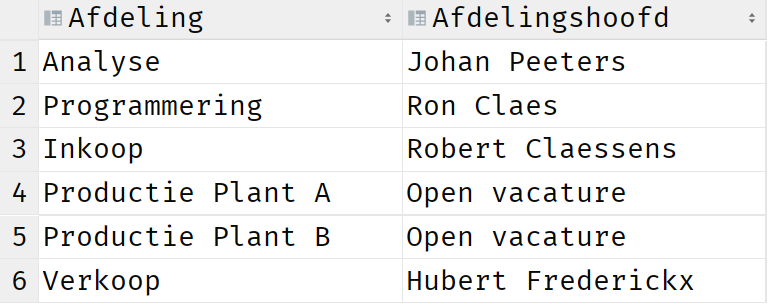 Afdeling Afdelingshoofd
1 Analyse Johan Peeters
2 Programmering Ron Claes
3 Inkoop Robert Claessens
4 Productie Plant A Open vacature
5 Productie Plant B Open vacature
6 Verkoop Hubert Frederickx